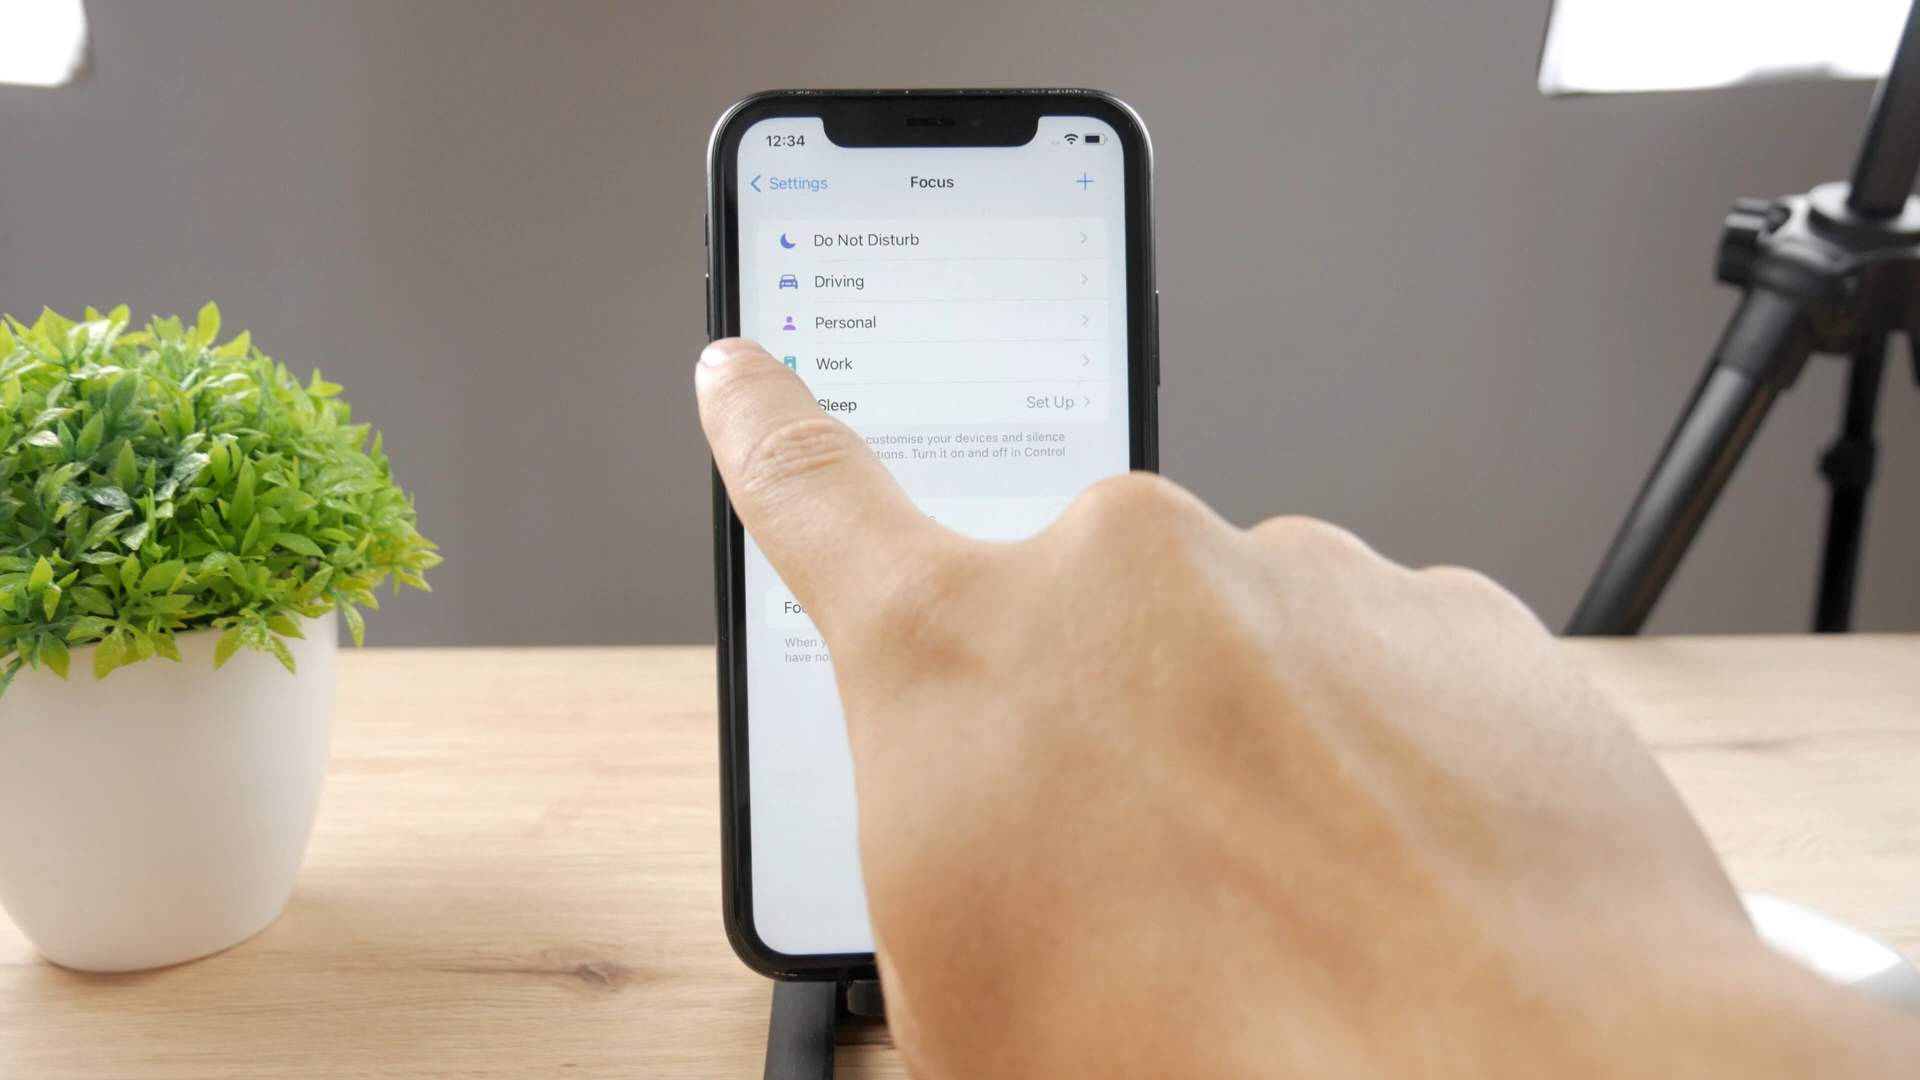 12:34
Settings
Focus
Do Not Disturb
Driving
Personal
Work
Sleep
Set Up
customise your devices and silence
Turn it on and off in Control
When
have